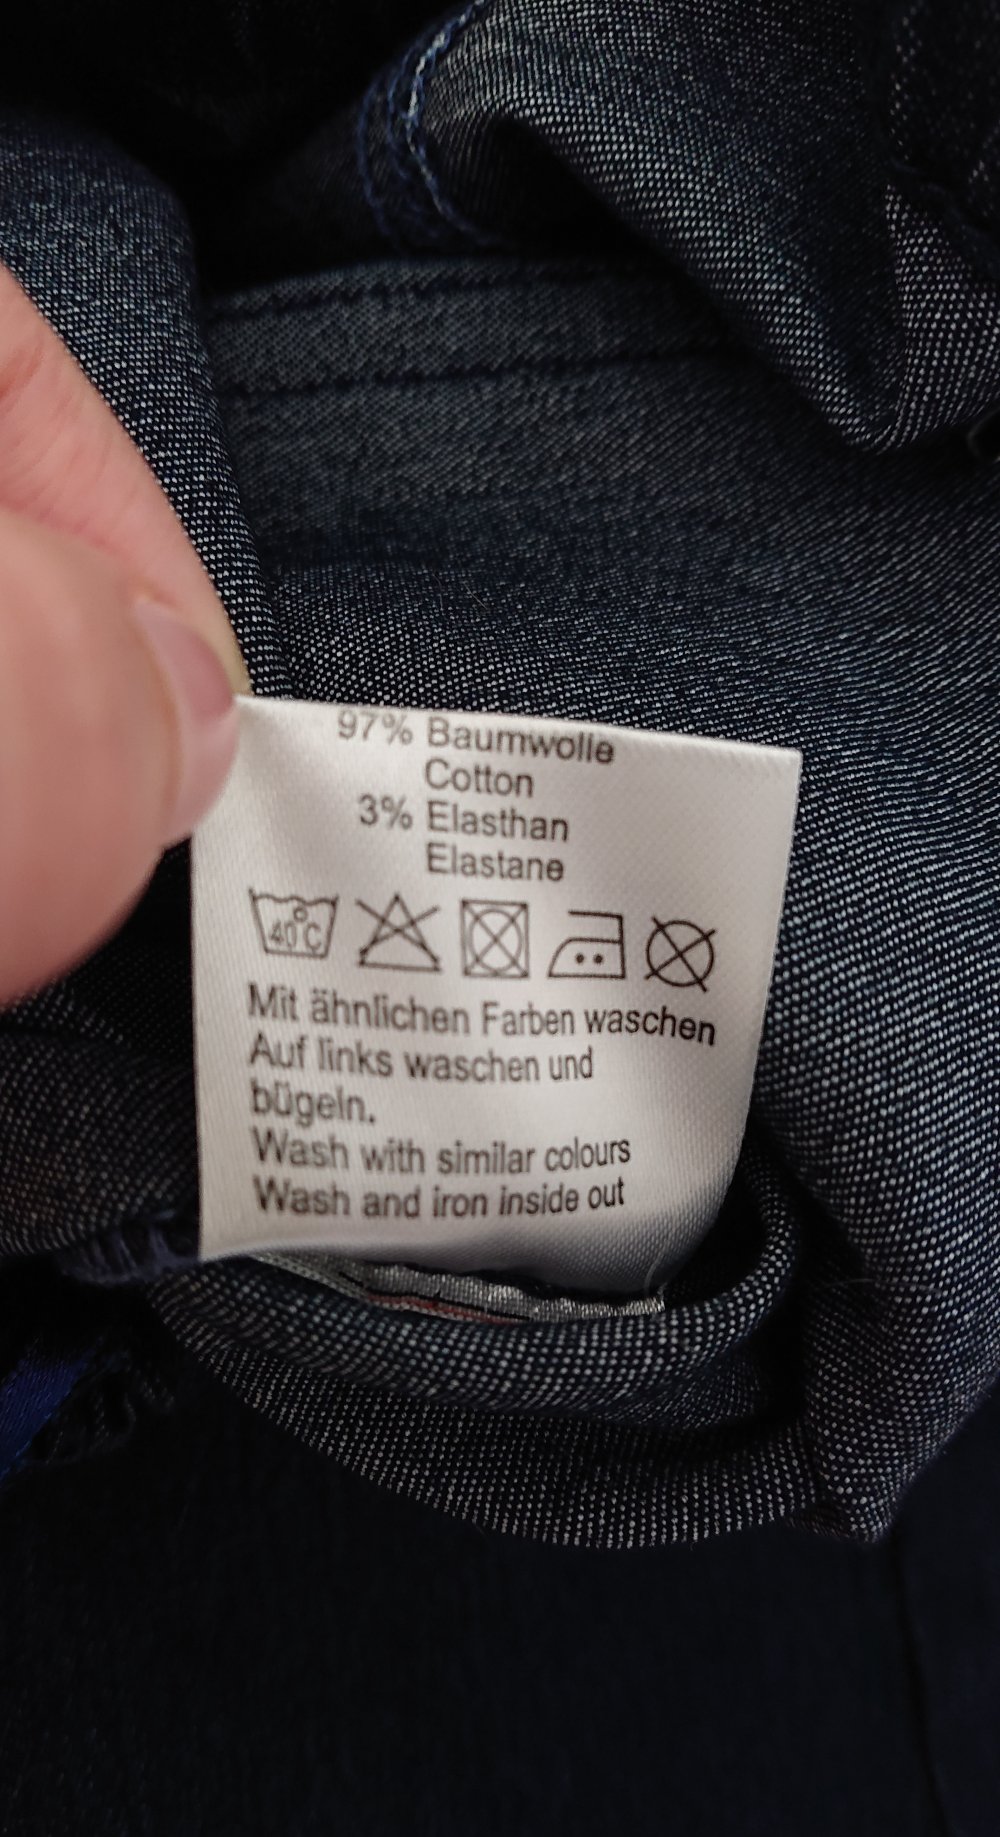 97% Baumwolle
Cotton
3% Elasthan
Elastane
40°C
Mit ähnlichen Farben waschen
Auf links waschen und
bügeln.
Wash with similar colours
Wash and iron inside out